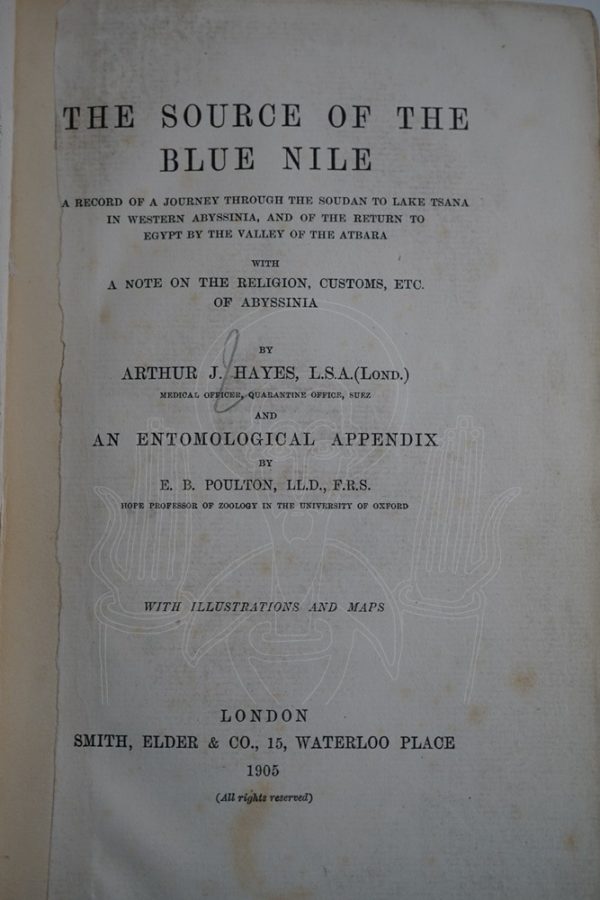 THE SOURCE OF THE
BLUE NILE
A RECORD OF A JOURNEY THROUGH THE SOUDAN TO LAKE TSANA
IN WESTERN ABYSSINIA, AND OF THE RETURN TO
EGYPT BY THE VALLEY OF THE ATBARA
WITH
A NOTE ON THE RELIGION, CUSTOMS, ETC.
OF ABYSSINIA
BY
ARTHUR J. HAYES, L.S.A.(LOND.)
MEDICAL OFFICER, QUARANTINE OFFICE, SUEZ
AND
AN ENTOMOLOGICAL APPENDIX
BY
E. B. POULTON, LL.D., F.R.S.
HOPE PROFESSOR OF ZOOLOGY IN THE UNIVERSITY OF OXFORD
WITH ILLUSTRATIONS AND MAPS
LONDON
SMITH, ELDER & CO., 15, WATERLOO PLACE
1905
(All rights reserved)